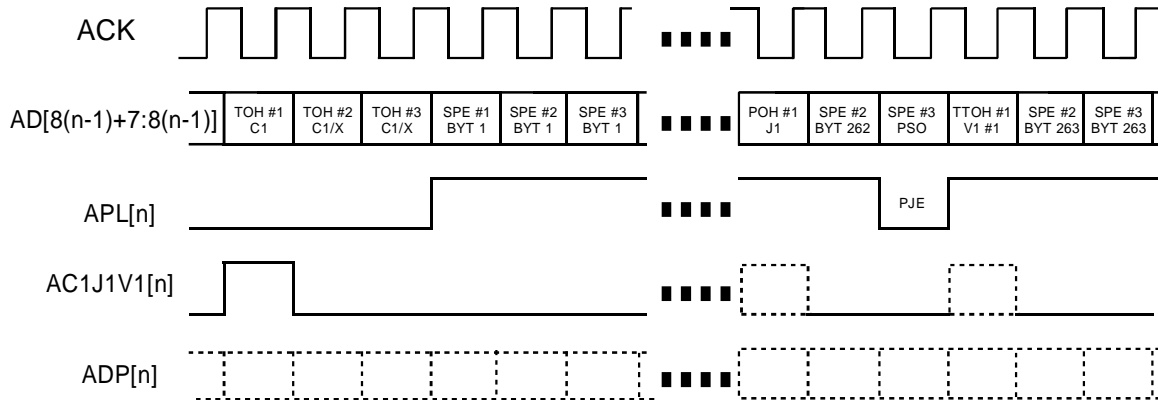 ACK
AD[8(n-1)+7:8(n-1)]
TOH #1
C1
TOH #2
C1/X
TOH #3
C1/X
SPE #1
BYT 1
SPE #2
BYT 1
SPE #3
BYT 1
POH #1
J1
SPE #2
BYT 262
SPE #3
PSO
TTOH #1
V1 #1
SPE #2
BYT 263
SPE #3
BYT 263
APL[n]
PJE
AC1J1V1[n]
ADP[n]